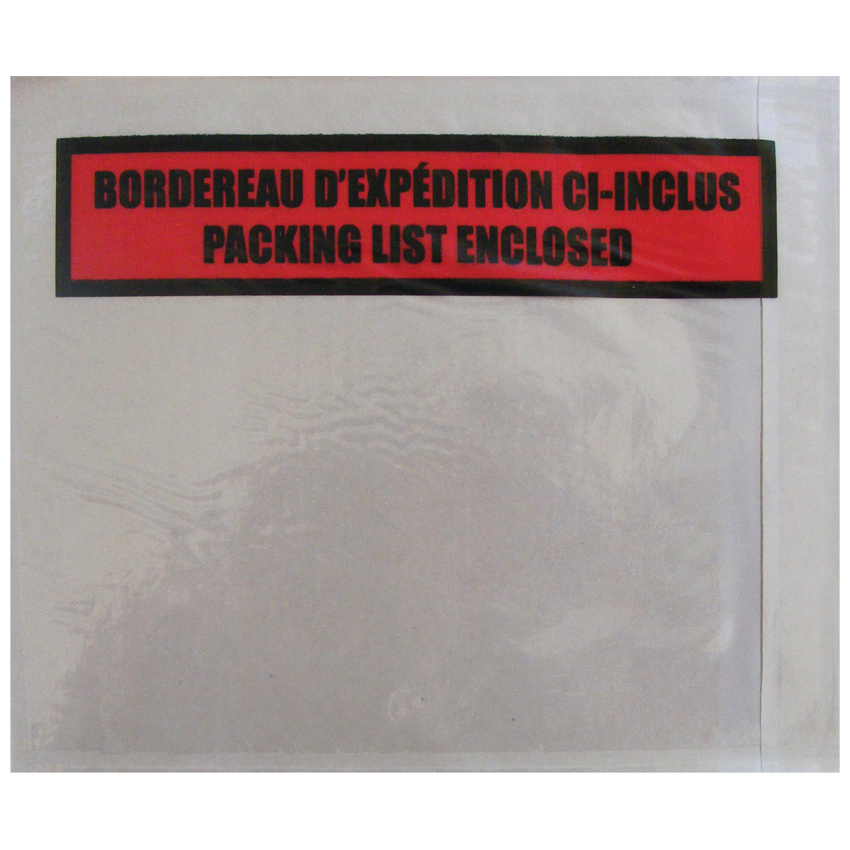 BORDEREAU D'EXPÉDITION CI-INCLUS
PACKING LIST ENCLOSED